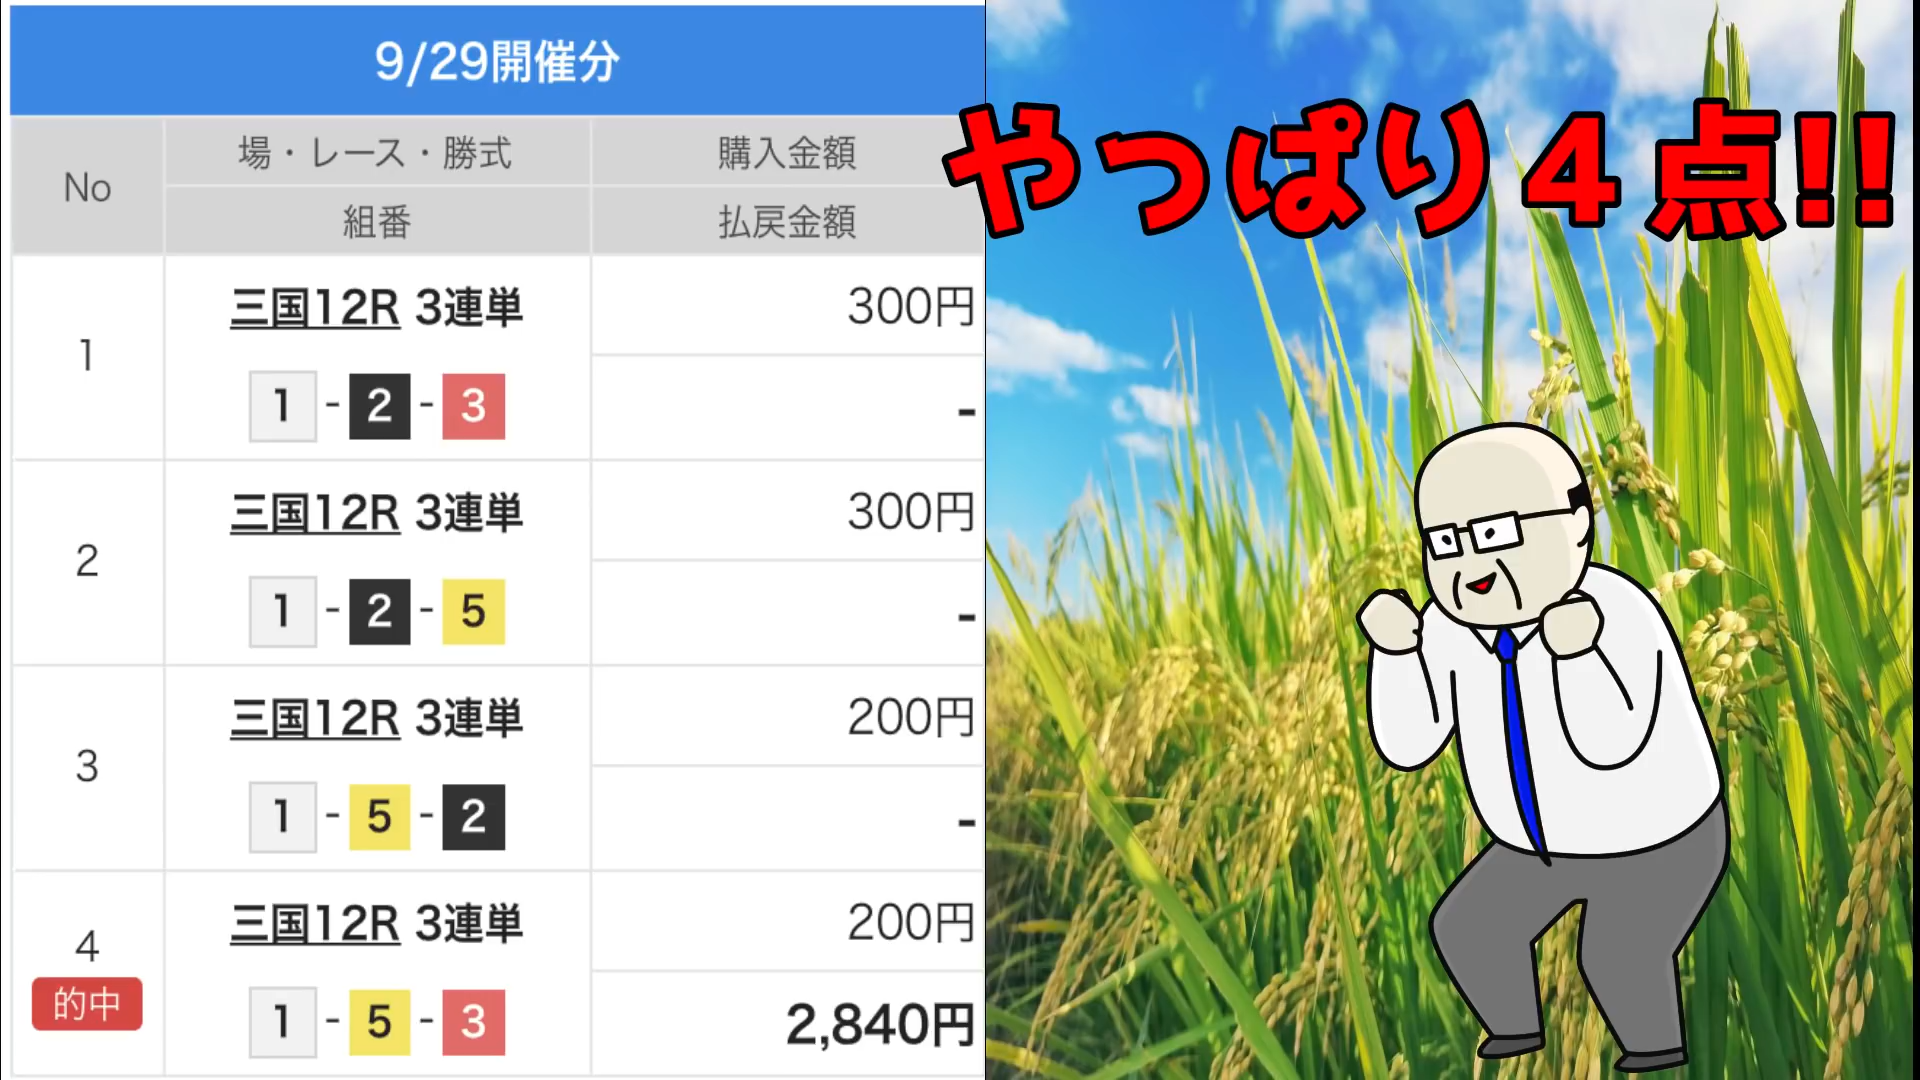 9/29開催分
No
場・レース・勝式
購入金額
組番
払戻金額
1
三国12R 3連単
300円
1 - 2 - 3
-
2
三国12R 3連単
300円
1 - 2 - 5
-
3
三国12R 3連単
200円
1 - 5 - 2
-
4
的中
三国12R 3連単
200円
1 - 5 - 3
2,840円
やっぱり4点!!